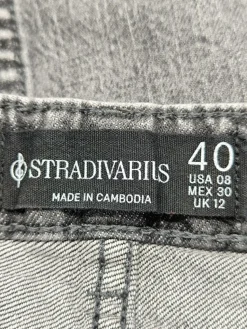 STRADIVARIUS
MADE IN CAMBODIA
40
USA 08
MEX 30
UK 12